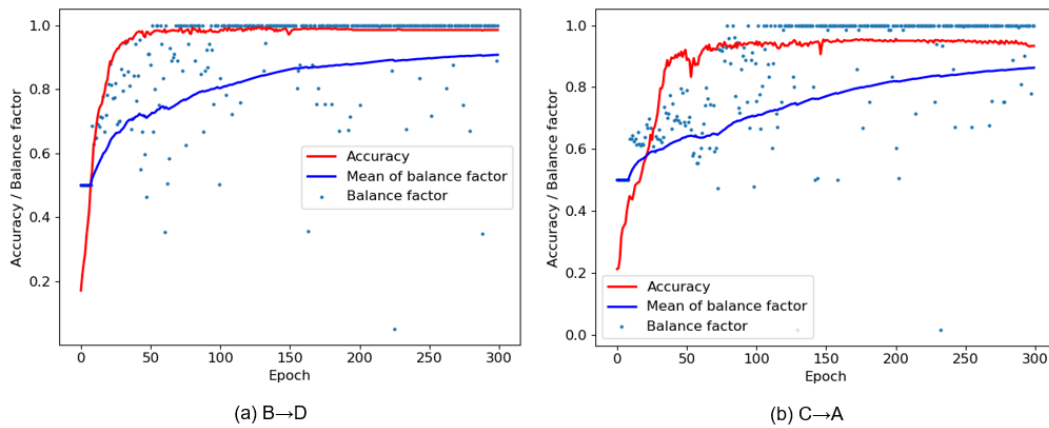 1.0
0.8
0.6
0.4
0.2
Accuracy / Balance factor
Accuracy
Mean of balance factor
Balance factor
0 50 100 150 200 250 300
Epoch
(a) B→D
1.0
0.8
0.6
0.4
0.2
0.0
Accuracy / Balance factor
Accuracy
Mean of balance factor
Balance factor
0 50 100 150 200 250 300
Epoch
(b) C→A